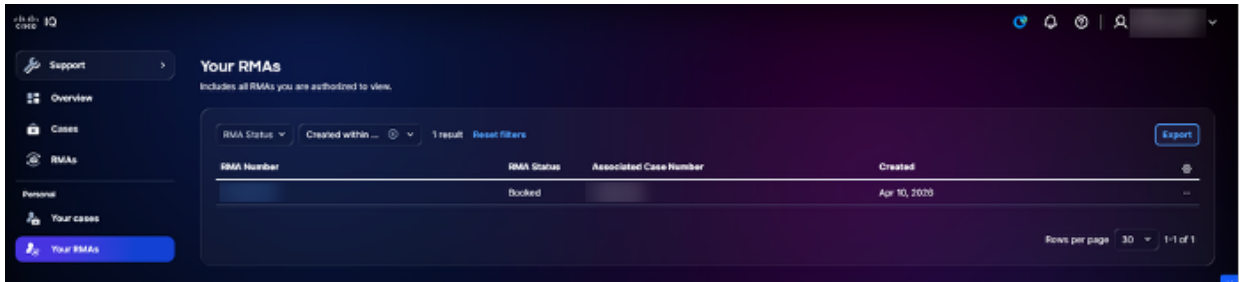 cisco IQ
Support
Overview
Cases
RMAs
Personal
Your cases
Your RMAs
Your RMAs
Includes all RMAs you are authorized to view.
RMA Status Created within ... 1 result Reset filters Export
RMA Number RMA Status Associated Case Number Created
Booked Apr 10, 2026
Rows per page 30 1-1 of 1